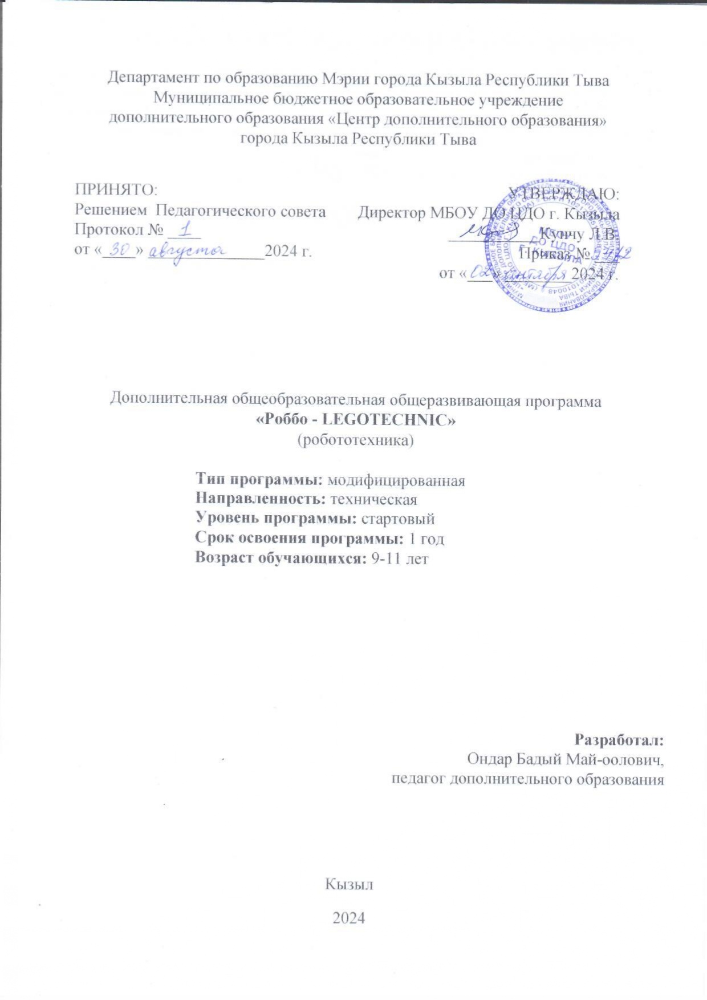 Департамент по образованию Мэрии города Кызыла Республики Тыва
Муниципальное бюджетное образовательное учреждение
дополнительного образования «Центр дополнительного образования»
города Кызыла Республики Тыва
ПРИНЯТО:
Решением Педагогического совета
Протокол № 1
от «30» августа 2024 г.
УТВЕРЖДАЮ:
Директор МБОУ ДО ЦДО г. Кызыла
Кунчу Л.В.
Приказ №
от «02» сентября 2024 г.
МБОУ
ДО ЦДО
Г. КЫЗЫЛА
Дополнительная общеобразовательная общеразвивающая программа
«Роббо - LEGOTECHNIC»
(робототехника)
Тип программы: модифицированная
Направленность: техническая
Уровень программы: стартовый
Срок освоения программы: 1 год
Возраст обучающихся: 9-11 лет
Разработал:
Ондар Бадый Май-оолович,
педагог дополнительного образования
Кызыл
2024